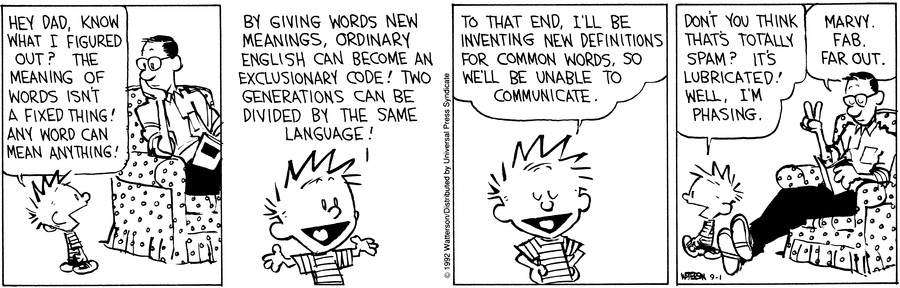 HEY DAD, KNOW
WHAT I FIGURED
OUT? THE
MEANING OF
WORDS ISN'T
A FIXED THING!
ANY WORD CAN
MEAN ANYTHING!
BY GIVING WORDS NEW
MEANINGS, ORDINARY
ENGLISH CAN BECOME AN
EXCLUSIONARY CODE! TWO
GENERATIONS CAN BE
DIVIDED BY THE SAME
LANGUAGE!
© 1992 Watterson/Distributed by Universal Press Syndicate
TO THAT END, I'LL BE
INVENTING NEW DEFINITIONS
FOR COMMON WORDS, SO
WE'LL BE UNABLE TO
COMMUNICATE.
DON'T YOU THINK
THAT'S TOTALLY
SPAM? IT'S
LUBRICATED!
WELL, I'M
PHASING.
MARVY.
FAB.
FAR OUT.
WATTERSON 9-1